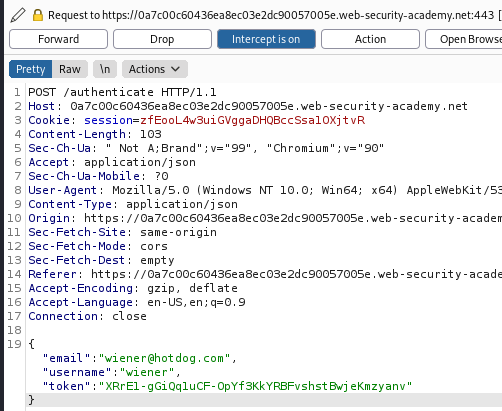 Request to https://0a7c00c60436ea8ec03e2dc90057005e.web-security-academy.net:443 [
Forward Drop Intercept is on Action Open Browse
Pretty Raw \n Actions
1 POST /authenticate HTTP/1.1
2 Host: 0a7c00c60436ea8ec03e2dc90057005e.web-security-academy.net
3 Cookie: session=zfEooL4w3uiGVggaDHQBccSsalOXjtvR
4 Content-Length: 103
5 Sec-Ch-Ua: " Not A;Brand";v="99", "Chromium";v="90"
6 Accept: application/json
7 Sec-Ch-Ua-Mobile: ?0
8 User-Agent: Mozilla/5.0 (Windows NT 10.0; Win64; x64) AppleWebKit/53
9 Content-Type: application/json
10 Origin: https://0a7c00c60436ea8ec03e2dc90057005e.web-security-academ
11 Sec-Fetch-Site: same-origin
12 Sec-Fetch-Mode: cors
13 Sec-Fetch-Dest: empty
14 Referer: https://0a7c00c60436ea8ec03e2dc90057005e.web-security-acade
15 Accept-Encoding: gzip, deflate
16 Accept-Language: en-US,en;q=0.9
17 Connection: close
18
19 {
"email":"wiener@hotdog.com",
"username":"wiener",
"token":"XRrE1-gGiQq1uCF-OpYf3KkYRBFvshstBwjeKmzyanv"
}